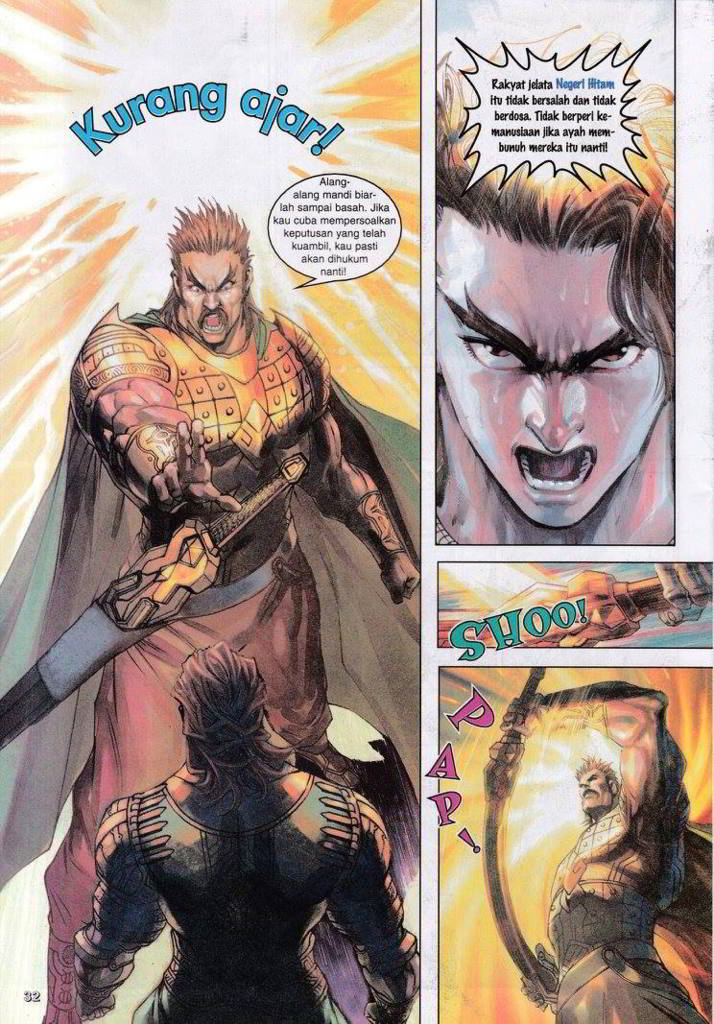 Kurang ajar!
Alang-
alang mandi biar-
lah sampai basah. Jika
kau cuba mempersoalkan
keputusan yang telah
kuambil, kau pasti
akan dihukum
nanti!
Rakyat jelata Negeri Hitam
itu tidak bersalah dan tidak
berdosa. Tidak berperi ke-
manusiaan jika ayah mem-
bunuh mereka itu nanti!
SHOO!
PAP!
32